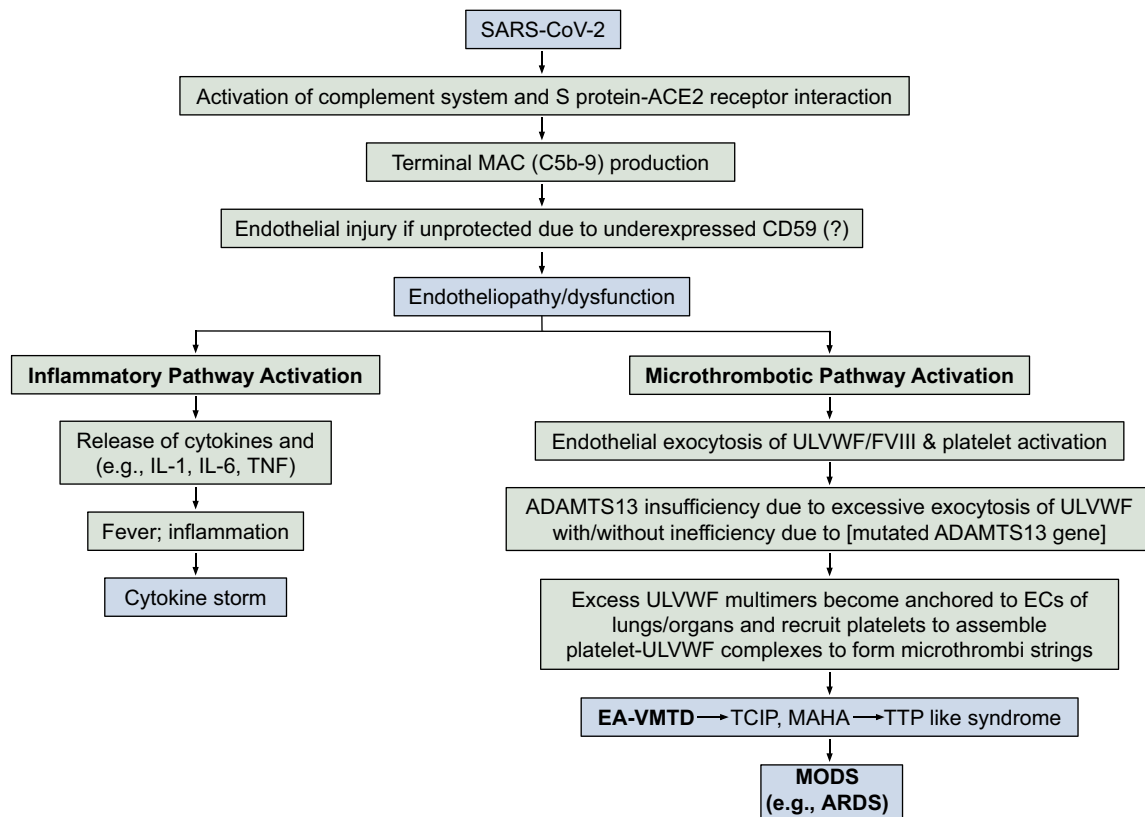 SARS-CoV-2
Activation of complement system and S protein-ACE2 receptor interaction
Terminal MAC (C5b-9) production
Endothelial injury if unprotected due to underexpressed CD59 (?)
Endotheliopathy/dysfunction
Inflammatory Pathway Activation
Release of cytokines and
(e.g., IL-1, IL-6, TNF)
Fever; inflammation
Cytokine storm
Microthrombotic Pathway Activation
Endothelial exocytosis of ULVWF/FVIII & platelet activation
ADAMTS13 insufficiency due to excessive exocytosis of ULVWF
with/without inefficiency due to [mutated ADAMTS13 gene]
Excess ULVWF multimers become anchored to ECs of
lungs/organs and recruit platelets to assemble
platelet-ULVWF complexes to form microthrombi strings
EA-VMTD TCIP, MAHA TTP like syndrome
MODS
(e.g., ARDS)